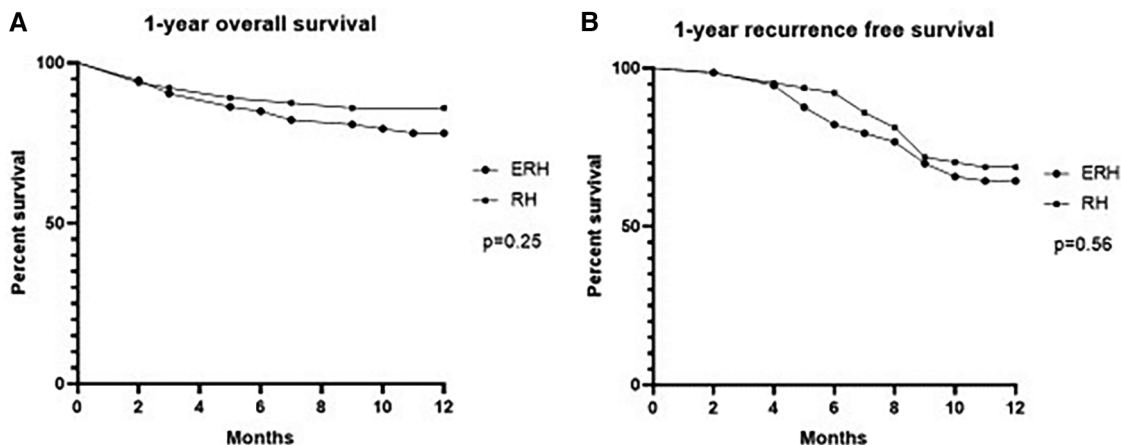 A
1-year overall survival
100
50
0
Percent survival
0 2 4 6 8 10 12
Months
ERH
RH
p=0.25
B
1-year recurrence free survival
100
50
0
Percent survival
0 2 4 6 8 10 12
Months
ERH
RH
p=0.56